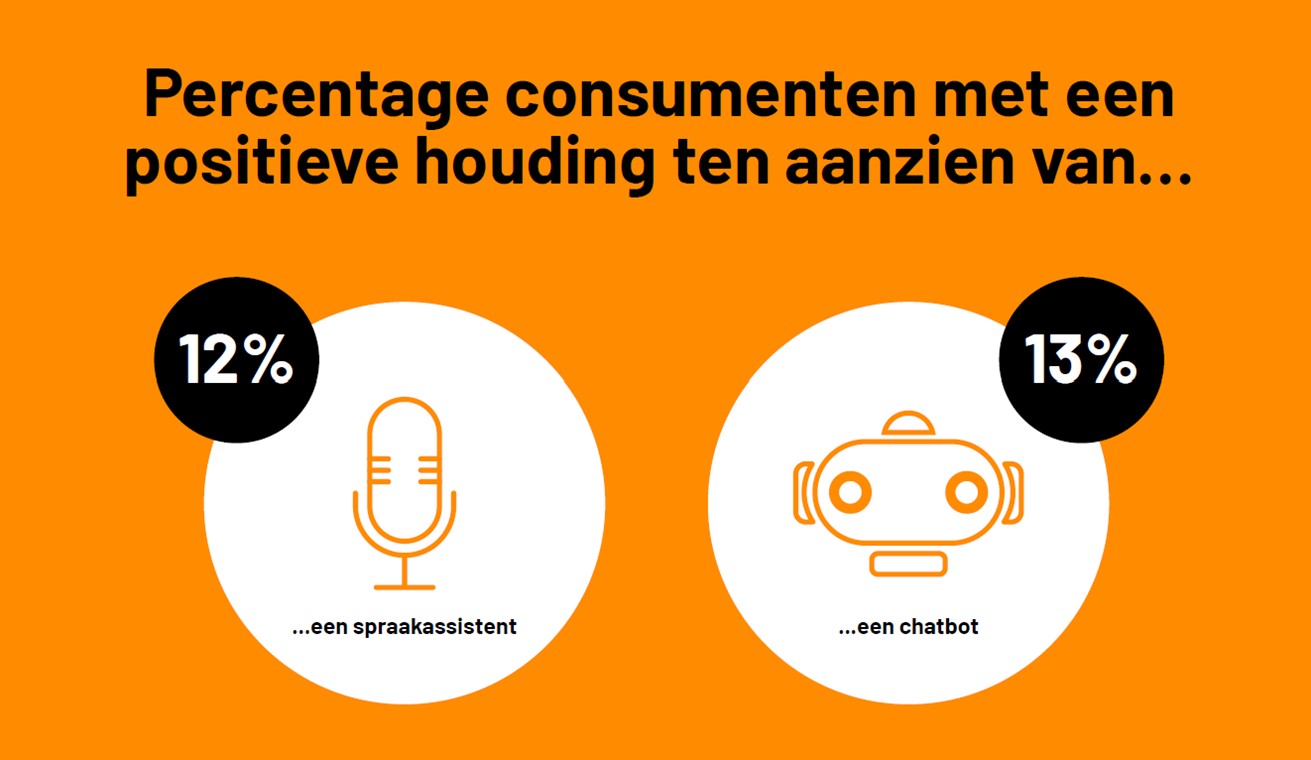 Percentage consumenten met een
positieve houding ten aanzien van...
12%
...een spraakassistent
13%
...een chatbot